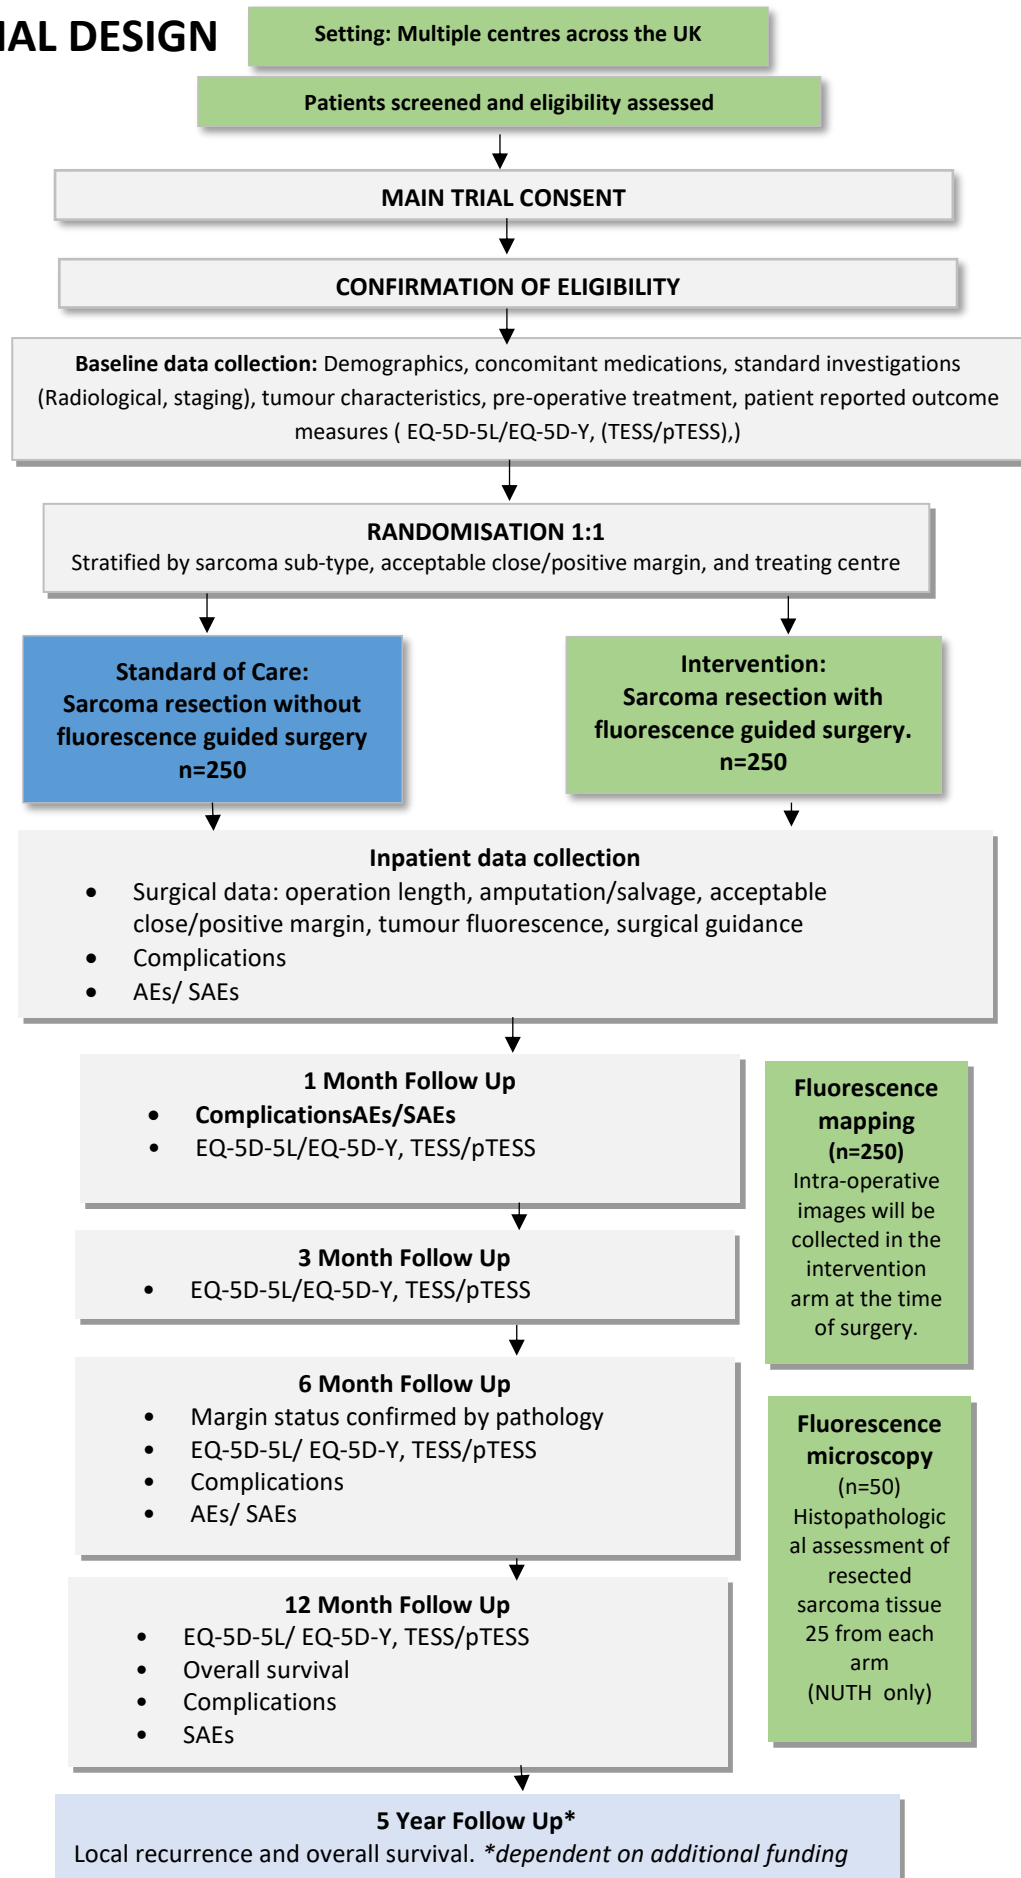 IAL DESIGN
Setting: Multiple centres across the UK
Patients screened and eligibility assessed
MAIN TRIAL CONSENT
CONFIRMATION OF ELIGIBILITY
Baseline data collection: Demographics, concomitant medications, standard investigations
(Radiological, staging), tumour characteristics, pre-operative treatment, patient reported outcome
measures ( EQ-5D-5L/EQ-5D-Y, (TESS/pTESS),)
RANDOMISATION 1:1
Stratified by sarcoma sub-type, acceptable close/positive margin, and treating centre
Standard of Care:
Sarcoma resection without
fluorescence guided surgery
n=250
Intervention:
Sarcoma resection with
fluorescence guided surgery.
n=250
Inpatient data collection
• Surgical data: operation length, amputation/salvage, acceptable
close/positive margin, tumour fluorescence, surgical guidance
• Complications
• AEs/ SAEs
1 Month Follow Up
• ComplicationsAEs/SAEs
• EQ-5D-5L/EQ-5D-Y, TESS/pTESS
3 Month Follow Up
• EQ-5D-5L/EQ-5D-Y, TESS/pTESS
6 Month Follow Up
• Margin status confirmed by pathology
• EQ-5D-5L/ EQ-5D-Y, TESS/pTESS
• Complications
• AEs/ SAEs
12 Month Follow Up
• EQ-5D-5L/ EQ-5D-Y, TESS/pTESS
• Overall survival
• Complications
• SAEs
Fluorescence
mapping
(n=250)
Intra-operative
images will be
collected in the
intervention
arm at the time
of surgery.
Fluorescence
microscopy
(n=50)
Histopathologic
al assessment of
resected
sarcoma tissue
25 from each
arm
(NUTH only)
5 Year Follow Up*
Local recurrence and overall survival. *dependent on additional funding